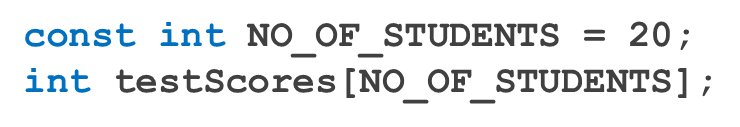 const int NO_OF_STUDENTS = 20;
int testScores[NO_OF_STUDENTS];